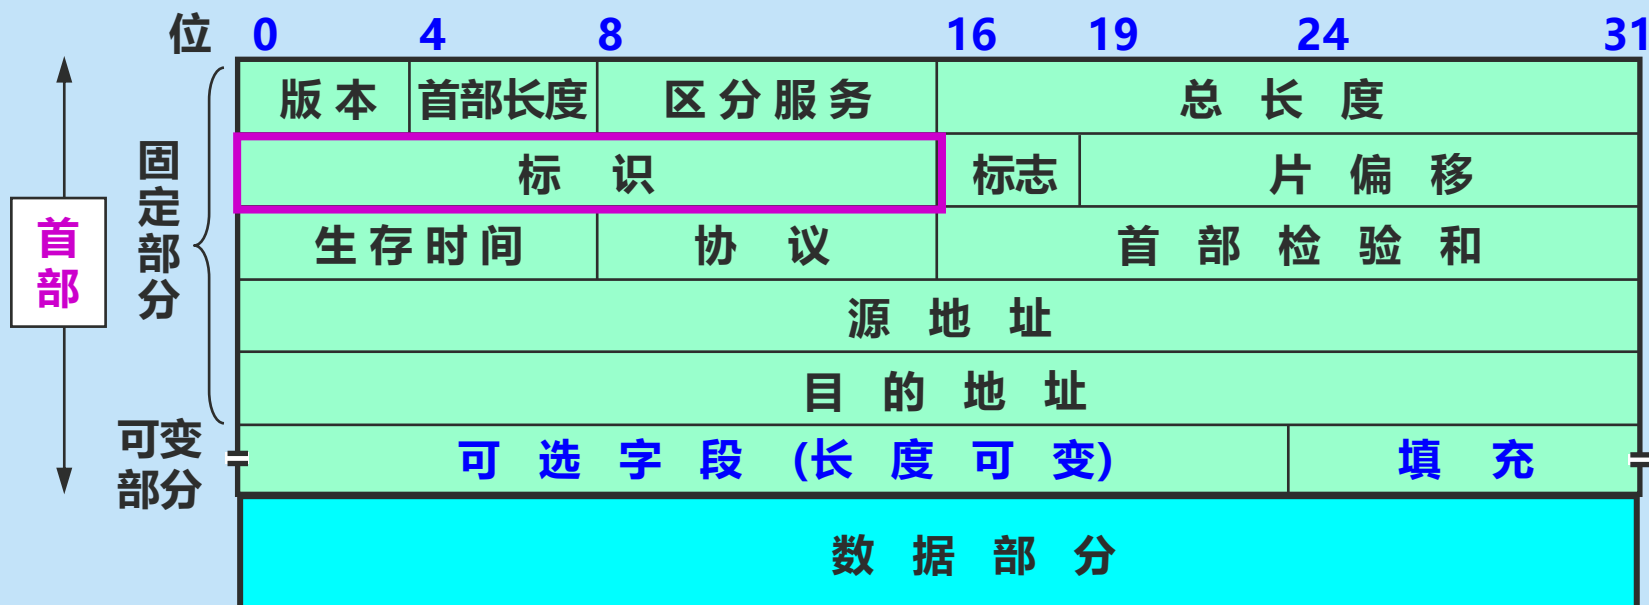 位 0 4 8 16 19 24 31
版本 首部长度 区分服务 总长度
标识 标志 片偏移
生存时间 协议 首部检验和
源地址
目的地址
可选字段 (长度可变) 填充
数据部分
首部
固定部分
可变
部分